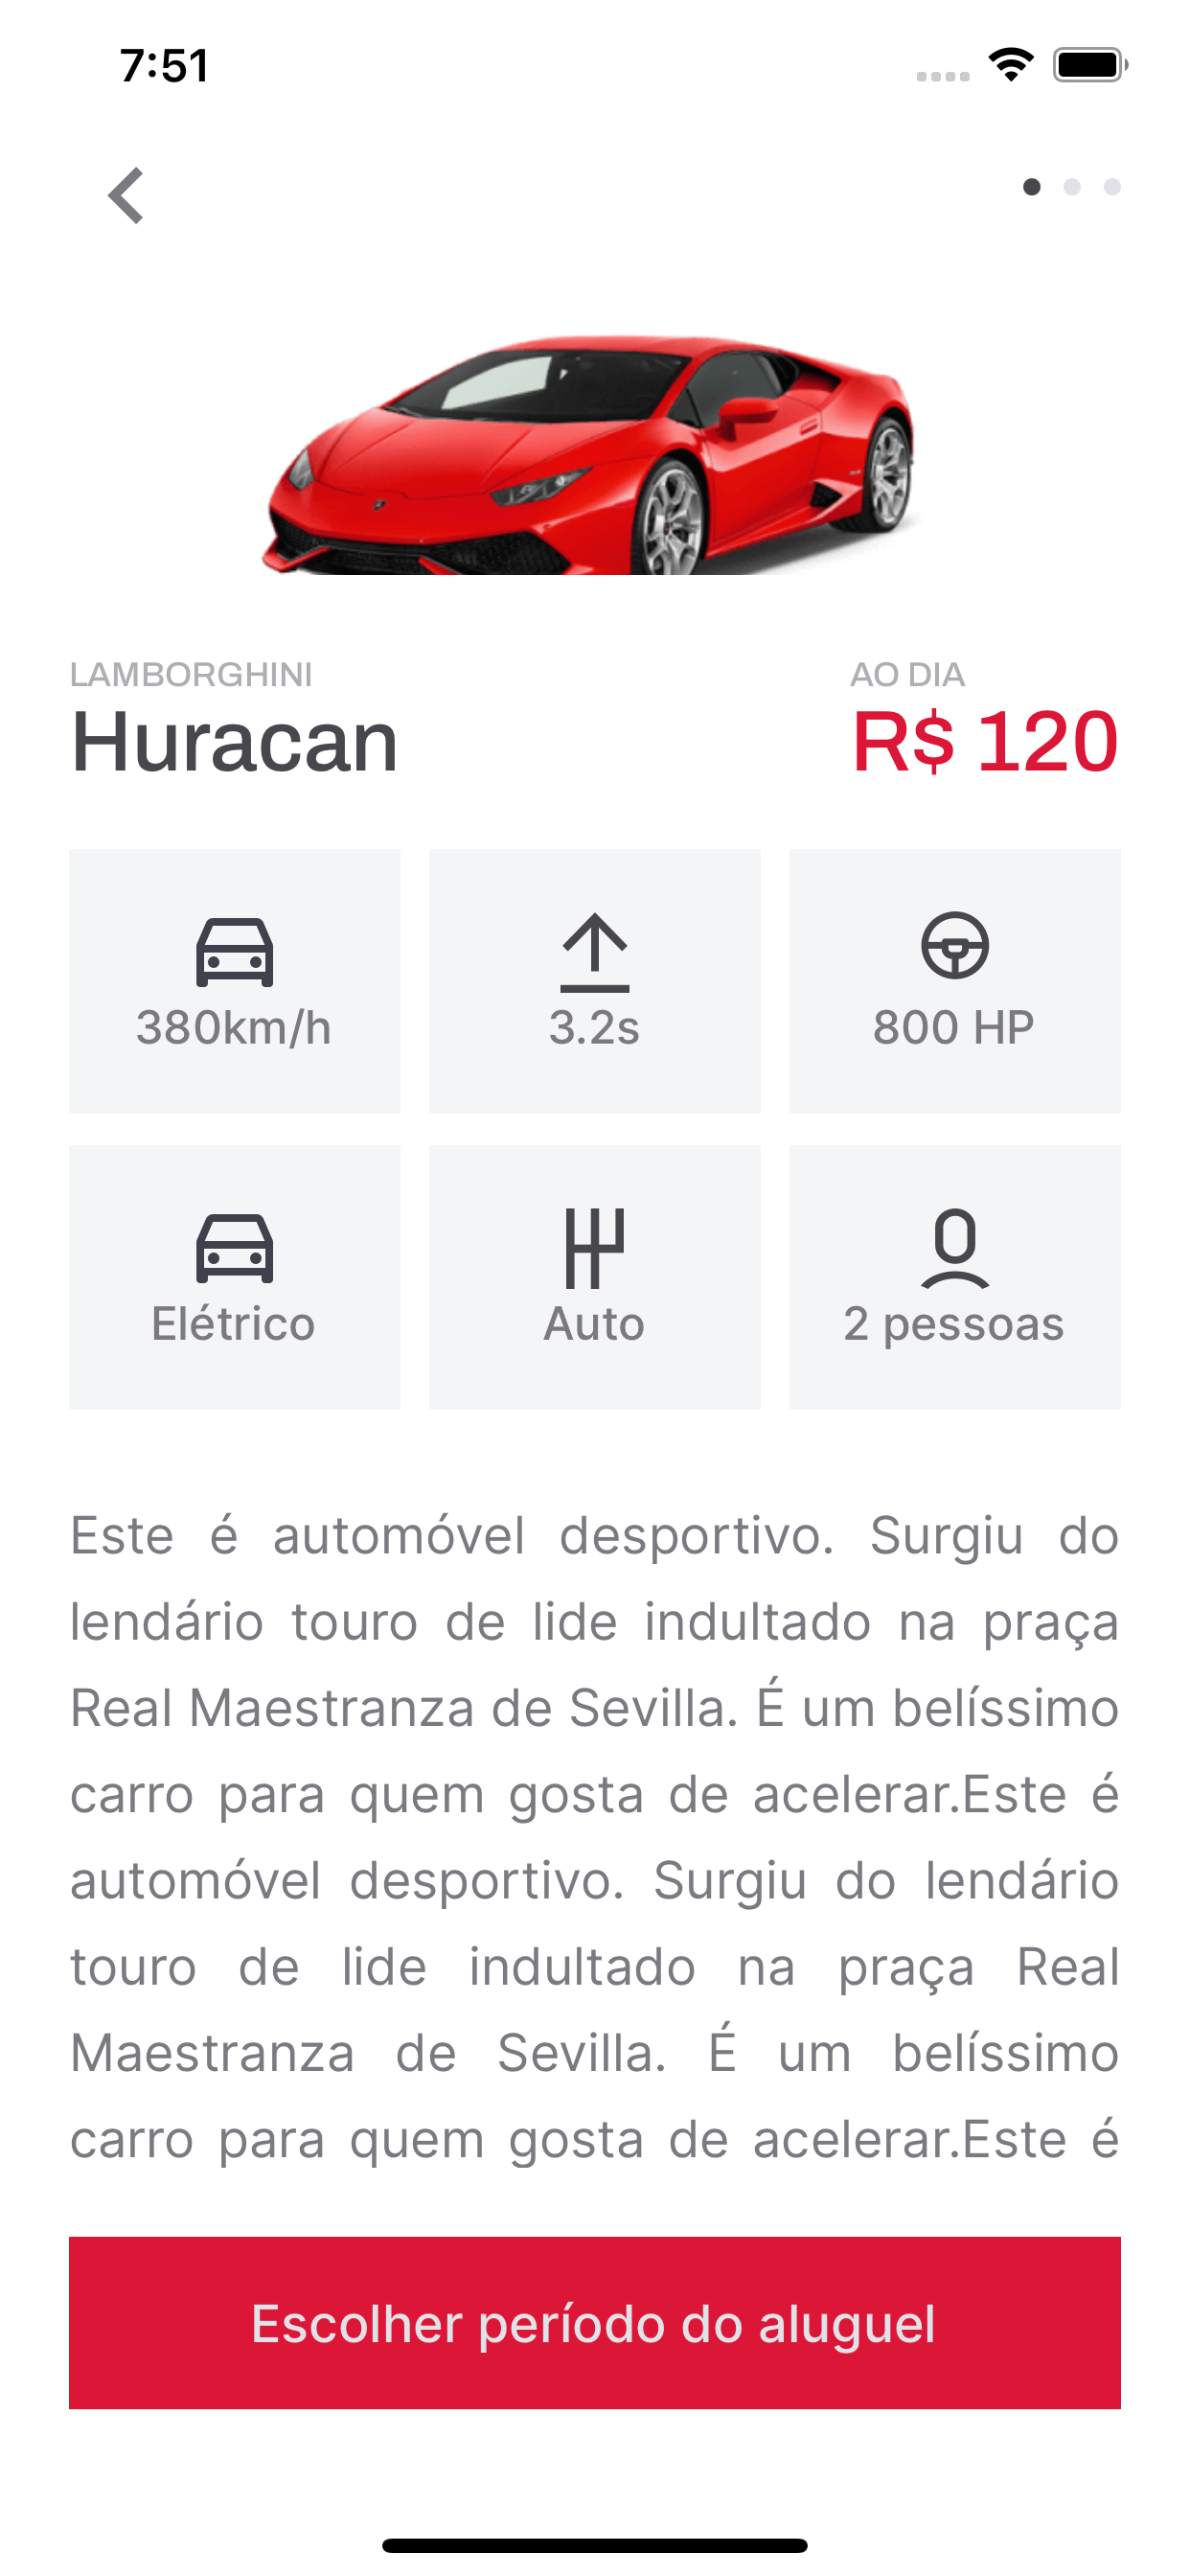 7:51
LAMBORGHINI
AO DIA
Huracan
R$ 120
380km/h
3.2s
800 HP
Elétrico
Auto
2 pessoas
Este é automóvel desportivo. Surgiu do
lendário touro de lide indultado na praça
Real Maestranza de Sevilla. É um belíssimo
carro para quem gosta de acelerar.Este é
automóvel desportivo. Surgiu do lendário
touro de lide indultado na praça Real
Maestranza de Sevilla. É um belíssimo
carro para quem gosta de acelerar.Este é
Escolher período do aluguel